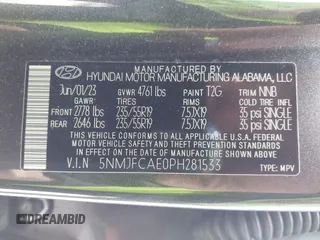 MANUFACTURED BY
HYUNDAI MOTOR MANUFACTURING ALABAMA, LLC
Jun/01/23 GVWR 4761 lbs PAINT T2G TRIM NNB
GAWR TIRES RIMS COLD TIRE PRESSURE
FRONT 2778 lbs 235/55R19 7.5JX19 35 psi SINGLE
REAR 2646 lbs 235/55R19 7.5JX19 35 psi SINGLE
THIS VEHICLE CONFORMS TO ALL APPLICABLE U.S. FEDERAL MOTOR VEHICLE
SAFETY, BUMPER, AND THEFT PREVENTION STANDARDS IN EFFECT ON THE
DATE OF MANUFACTURE SHOWN ABOVE.
V.I.N 5NMJFCAE0PH281533 TYPE: MPV
DREAMBID